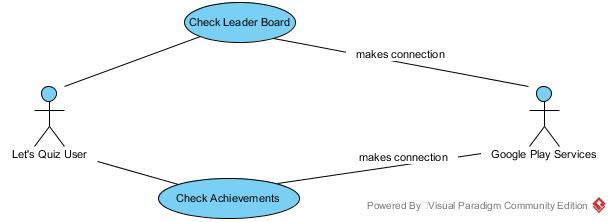 Check Leader Board
makes connection
Let's Quiz User
Google Play Services
makes connection
Check Achievements
Powered By Visual Paradigm Community Edition